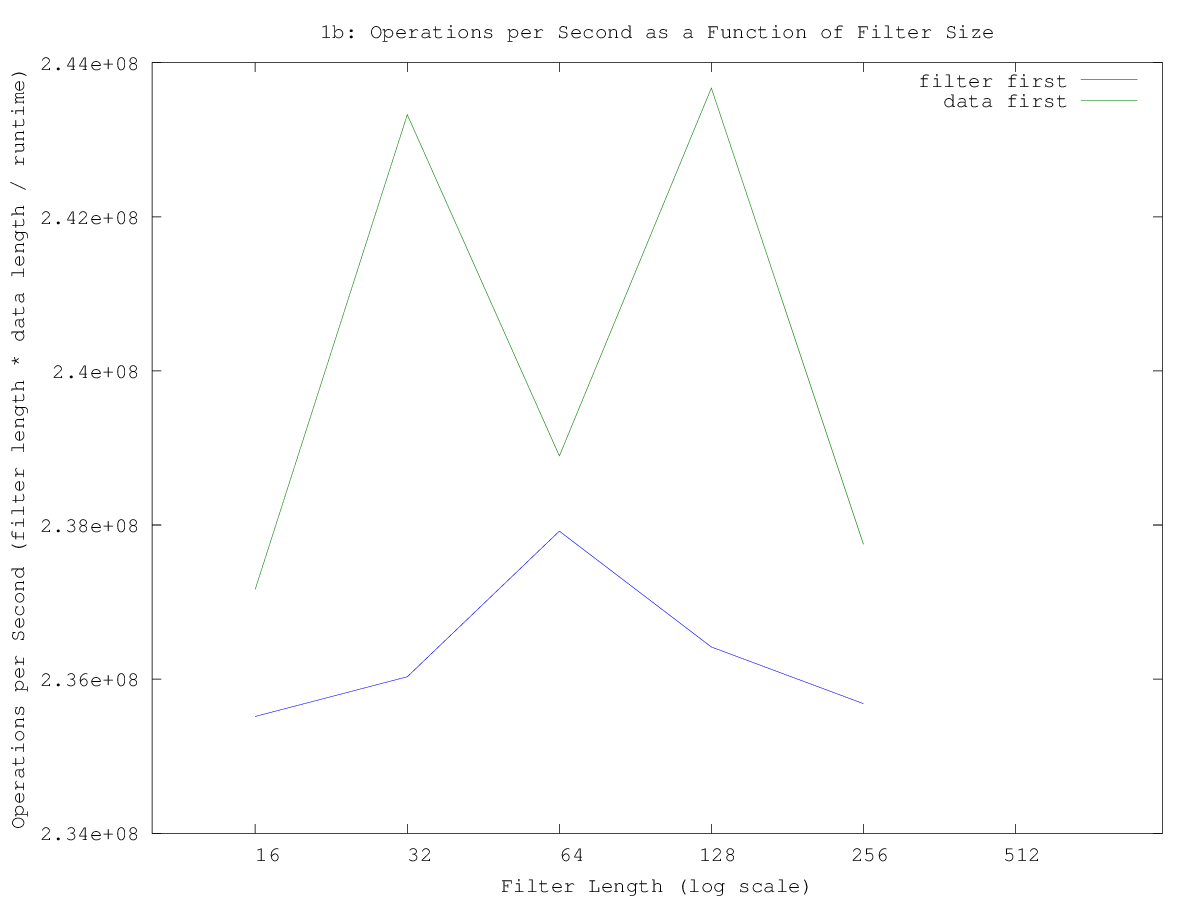 1b: Operations per Second as a Function of Filter Size
Operations per Second (filter length * data length / runtime)
2.44e+08
2.42e+08
2.4e+08
2.38e+08
2.36e+08
2.34e+08
filter first
data first
16 32 64 128 256 512
Filter Length (log scale)